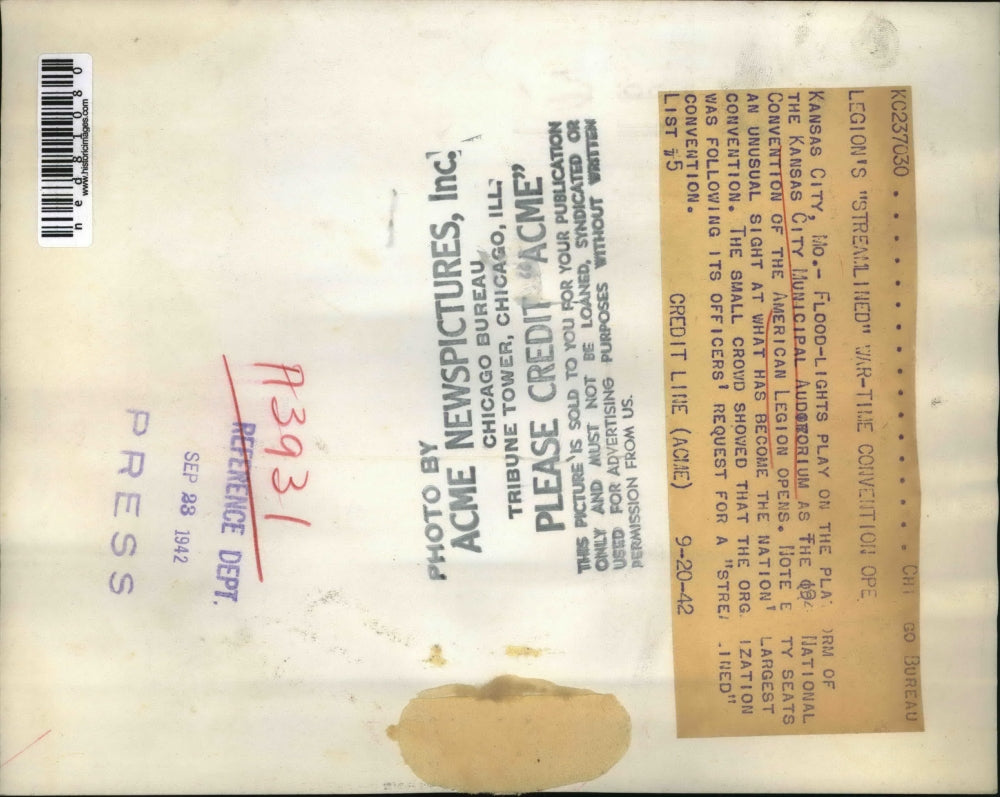 KC237030 . . . . . . . . . . . . . . . GO BUREAU
LEGION'S "STREAMLINED" WAR-TIME CONVENTION OPE
KANSAS CITY, MO.- FLOOD-LIGHTS PLAY ON THE PLA RM OF
THE KANSAS CITY MUNICIPAL AUDORORIUM AS THE NATIONAL
CONVENTION OF THE AMERICAN LEGION OPENS. NOTE E TY SEATS
AN UNUSUAL SIGHT AT WHAT HAS BECOME THE NATION' LARGEST
CONVENTION. THE SMALL CROWD SHOWED THAT THE ORG IZATION
WAS FOLLOWING ITS OFFICERS' REQUEST FOR A "STRE INED"
CONVENTION.
LIST #5 CREDIT LINE (ACME) 9-20-42
PHOTO BY
ACME NEWSPICTURES, Inc.
CHICAGO BUREAU
TRIBUNE TOWER, CHICAGO, ILL.
PLEASE CREDIT "ACME"
THIS PICTURE IS SOLD TO YOU FOR YOUR PUBLICATION
ONLY AND MUST NOT BE LOANED, SYNDICATED OR
USED FOR ADVERTISING PURPOSES WITHOUT WRITTEN
PERMISSION FROM US.
A3931
REFERENCE DEPT.
SEP 23 1942
PRESS
www.historicimages.com
ned81080